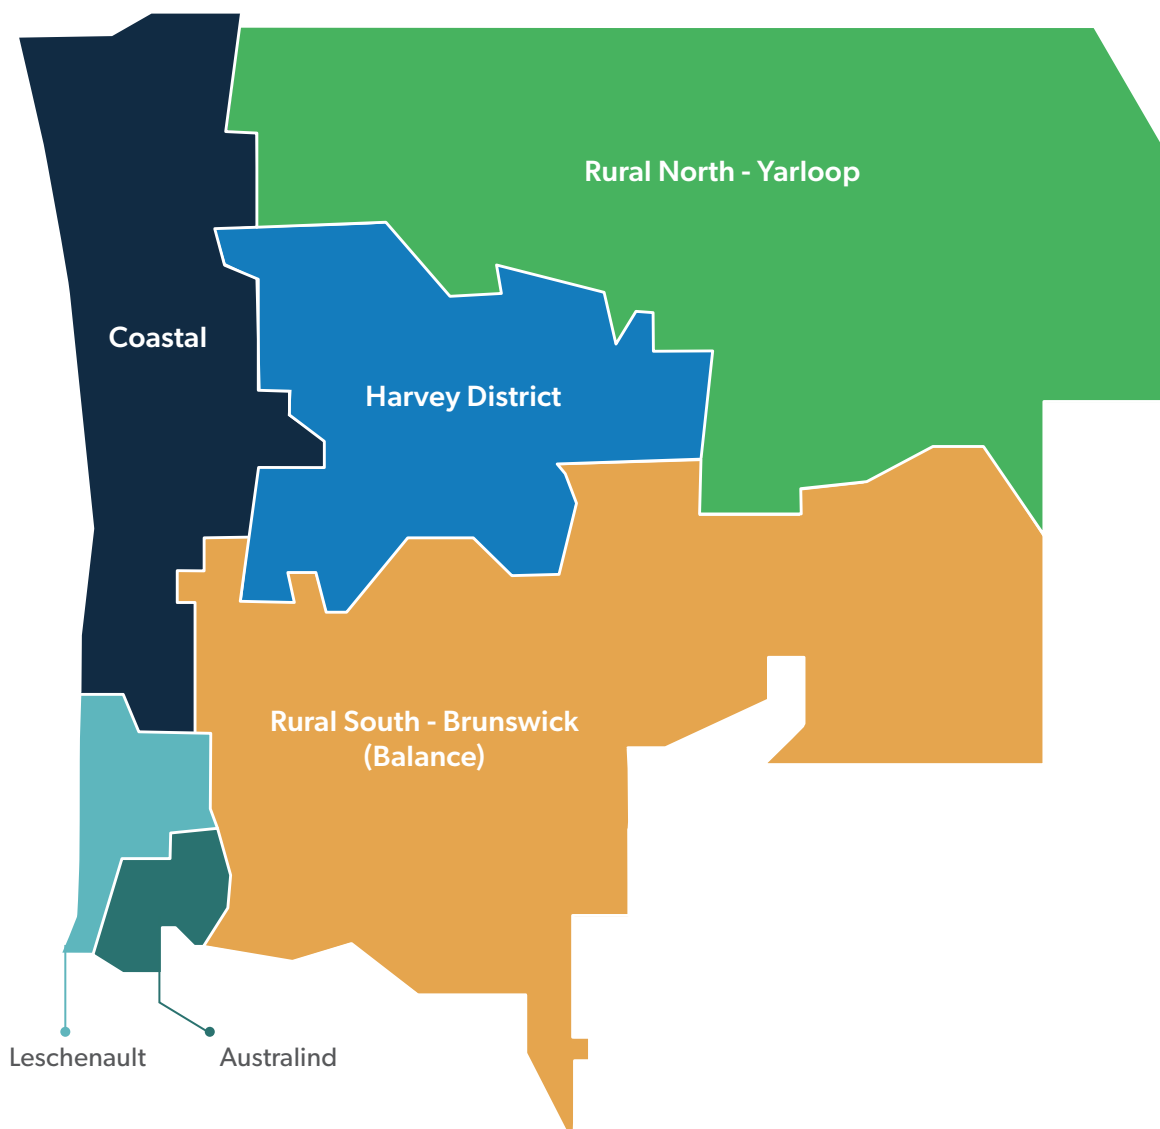 Rural North - Yarloop
Coastal
Harvey District
Rural South - Brunswick
(Balance)
Leschenault
Australind